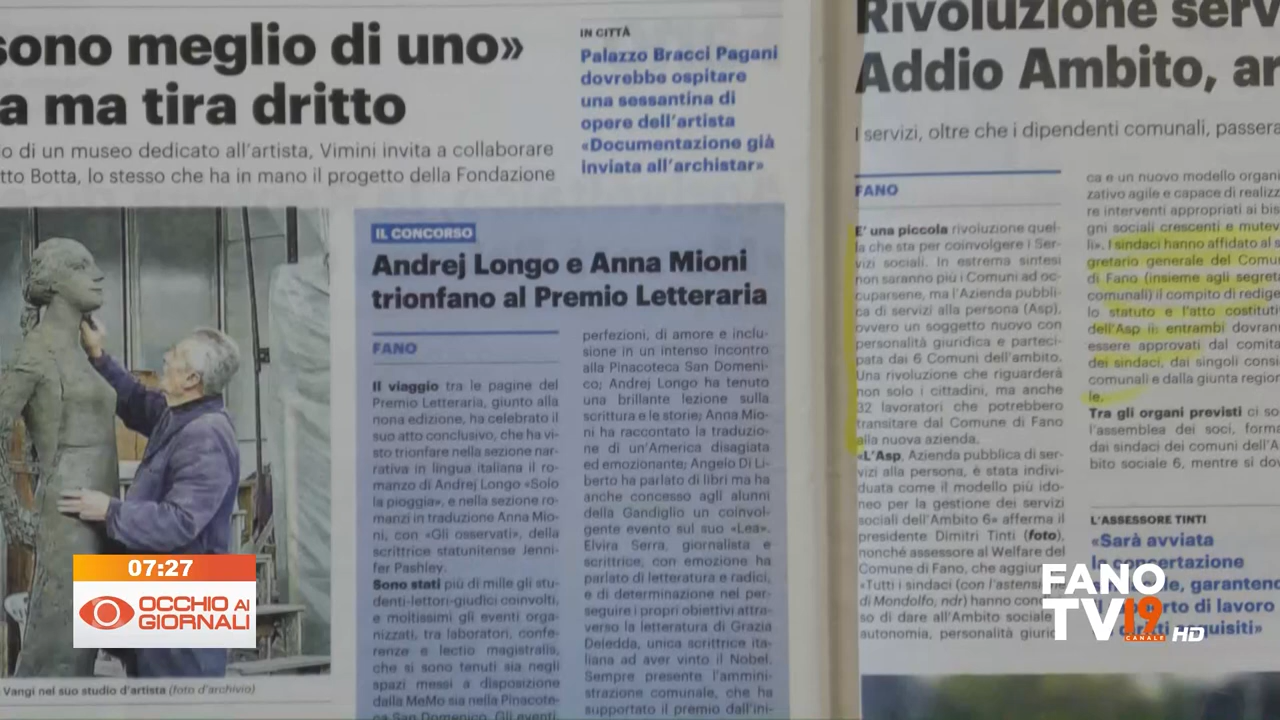 sono meglio di uno»
a ma tira dritto
o di un museo dedicato all'artista, Vimini invita a collaborare
tto Botta, lo stesso che ha in mano il progetto della Fondazione
IN CITTÀ
Palazzo Bracci Pagani
dovrebbe ospitare
una sessantina di
opere dell'artista
«Documentazione già
inviata all'archistar»
Vangi nel suo studio d'artista (foto d'archivio)
IL CONCORSO
Andrej Longo e Anna Mioni
trionfano al Premio Letteraria
FANO
Il viaggio tra le pagine del
Premio Letteraria, giunto alla
nona edizione, ha celebrato il
suo atto conclusivo, che ha vi-
sto trionfare nella sezione nar-
rativa in lingua italiana il ro-
manzo di Andrej Longo «Solo
la pioggia», e nella sezione ro-
manzi in traduzione Anna Mio-
ni, con «Gli osservati», della
scrittrice statunitense Jenni-
fer Pashley.
Sono stati più di mille gli stu-
denti-lettori-giudici coinvolti,
e moltissimi gli eventi orga-
nizzati, tra laboratori, confe-
renze e lectio magistralis,
che si sono tenuti sia negli
spazi messi a disposizione
dalla MeMo sia nella Pinacote-
ca San Domenico. Gli eventi
perfezioni, di amore e inclu-
sione in un intenso incontro
alla Pinacoteca San Domeni-
co; Andrej Longo ha tenuto
una brillante lezione sulla
scrittura e le storie; Anna Mio-
ni ha raccontato la traduzio-
ne di un'America disagiata
ed emozionante; Angelo Di Li-
berto ha parlato di libri ma ha
anche concesso agli alunni
della Gandiglio un coinvol-
gente evento sul suo «Lea».
Elvira Serra, giornalista e
scrittrice, con emozione ha
parlato di letteratura e radici,
e di determinazione nel per-
seguire i propri obiettivi attra-
verso la letteratura di Grazia
Deledda, unica scrittrice ita-
liana ad aver vinto il Nobel.
Sempre presente l'ammini-
strazione comunale, che ha
supportato il premio dall'ini-
Rivoluzione serv
Addio Ambito, ar
I servizi, oltre che i dipendenti comunali, passera
FANO
E' una piccola rivoluzione quel-
la che sta per coinvolgere i Ser-
vizi sociali. In estrema sintesi
non saranno più i Comuni ad oc-
cuparsene, ma l'Azienda pubbli-
ca di servizi alla persona (Asp),
ovvero un soggetto nuovo con
personalità giuridica e parteci-
pata dai 6 Comuni dell'ambito.
Una rivoluzione che riguarderà
non solo i cittadini, ma anche
32 lavoratori che potrebbero
transitare dal Comune di Fano
alla nuova azienda.
«L'Asp, Azienda pubblica di ser-
vizi alla persona, è stata indivi-
duata come il modello più ido-
neo per la gestione dei servizi
sociali dell'Ambito 6» afferma il
presidente Dimitri Tinti (foto),
nonché assessore al Welfare del
Comune di Fano, che aggiun
«Tutti i sindaci (con l'astensi ne
di Mondolfo, ndr) hanno con
so di dare all'Ambito sociale
autonomia, personalità giuric
ca e un nuovo modello organi
zativo agile e capace di realizz
re interventi appropriati ai bis
gni sociali crescenti e mutev
li». I sindaci hanno affidato al s
gretario generale del Comu
di Fano (insieme agli segreta
comunali) il compito di redige
lo statuto e l'atto costituti
dell'Asp in entrambi dovran
essere approvati dal comita
dei sindaci, dai singoli consi
comunali e dalla giunta region
le.
Tra gli organi previsti ci so
l'assemblea dei soci, forma
dai sindaci dei comuni dell'A
bito sociale 6, mentre si dov
L'ASSESSORE TINTI
«Sarà avviata
la concertazione
le, garantend
rto di lavoro
quisiti»
07:27
OCCHIO AI
GIORNALI
FANO
TV 19
CANALE HD